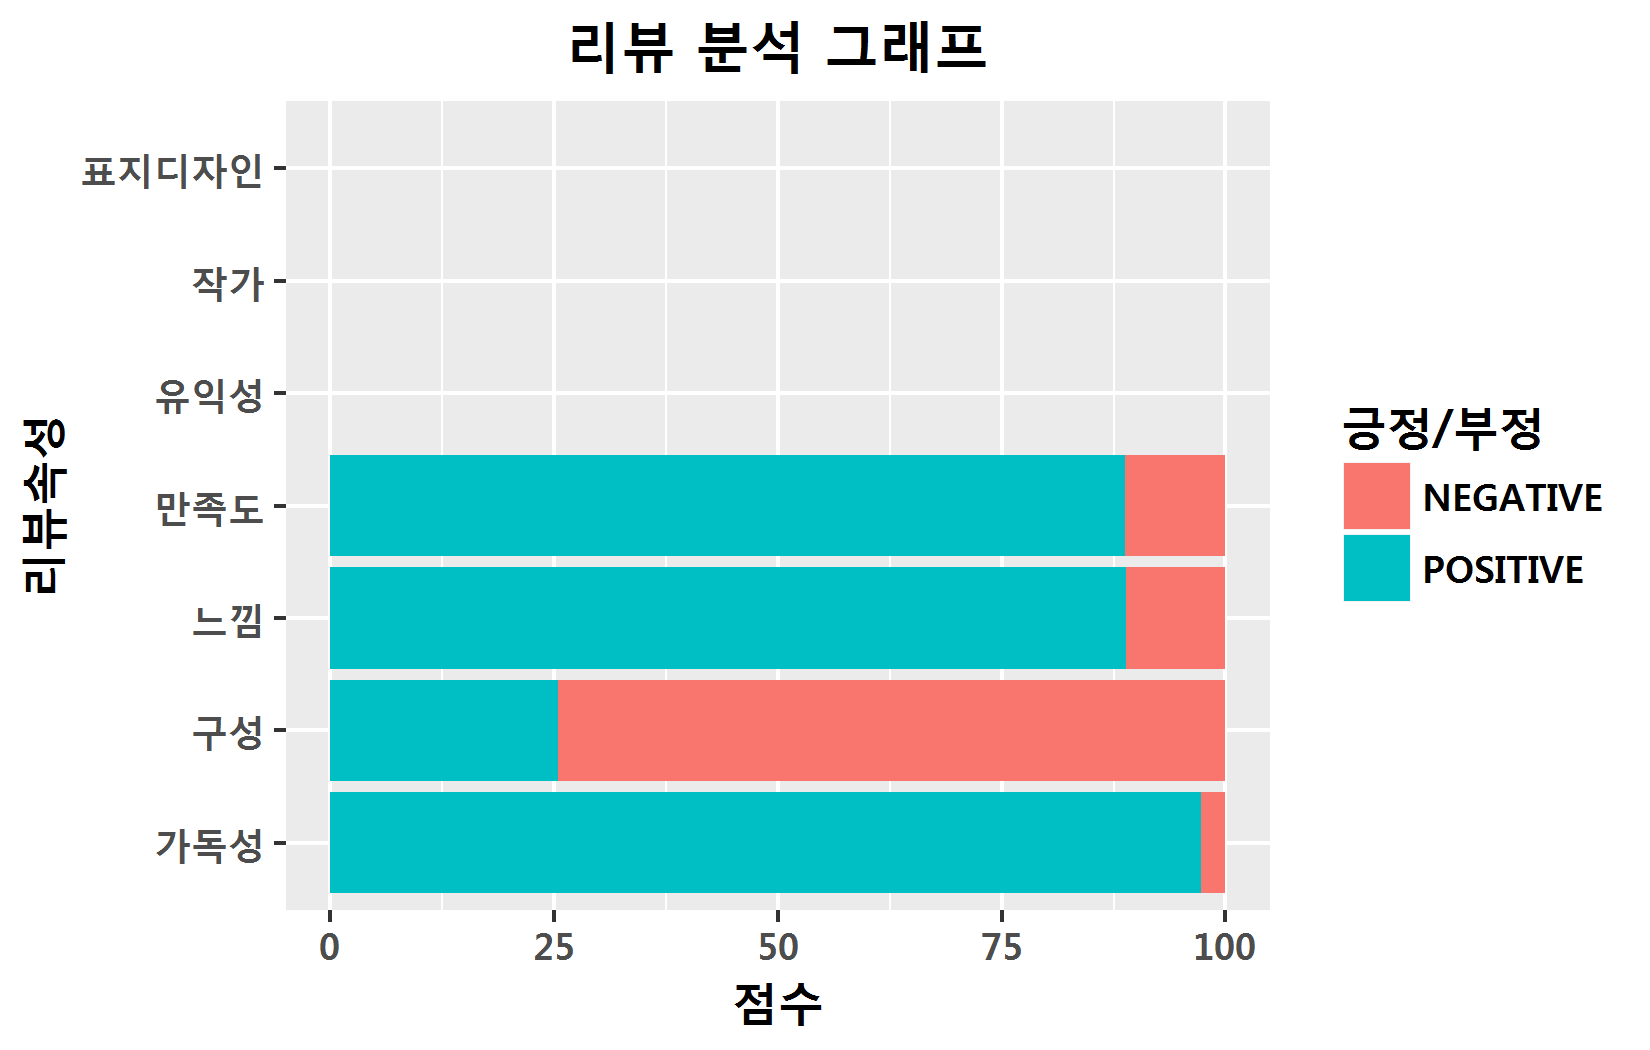 리뷰 분석 그래프
표지디자인
작가
유익성
만족도
느낌
구성
가독성
리뷰속성
0 25 50 75 100
점수
긍정/부정
NEGATIVE
POSITIVE